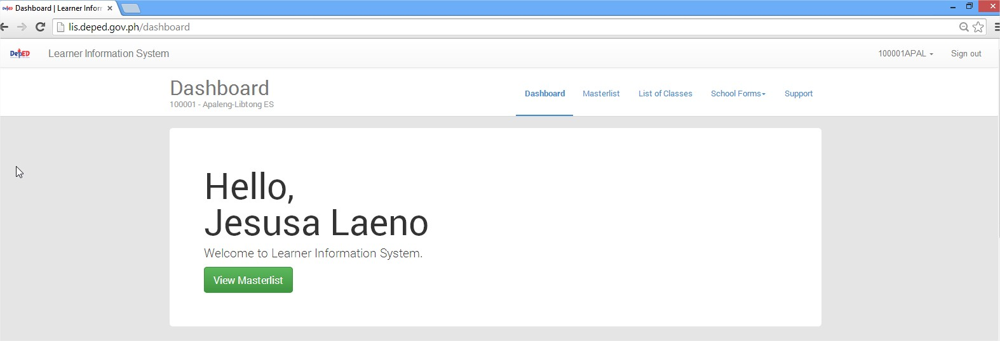 Dashboard | Learner Infor
lis.deped.gov.ph/dashboard
DepED
Learner Information System
100001APAL
Sign out
Dashboard
100001 - Apaleng-Libtong ES
Dashboard
Masterlist
List of Classes
School Forms
Support
Hello,
Jesusa Laeno
Welcome to Learner Information System.
View Masterlist